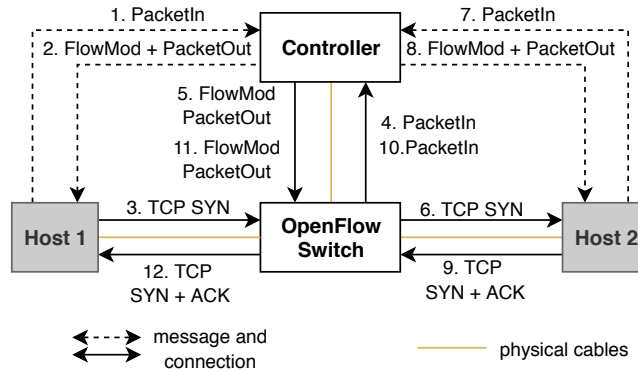 1. PacketIn
7. PacketIn
2. FlowMod + PacketOut
Controller
8. FlowMod + PacketOut
5. FlowMod
PacketOut
4. PacketIn
10.PacketIn
11. FlowMod
PacketOut
Host 1
3. TCP SYN
OpenFlow
Switch
6. TCP SYN
Host 2
12. TCP
SYN + ACK
9. TCP
SYN + ACK
message and
connection
physical cables